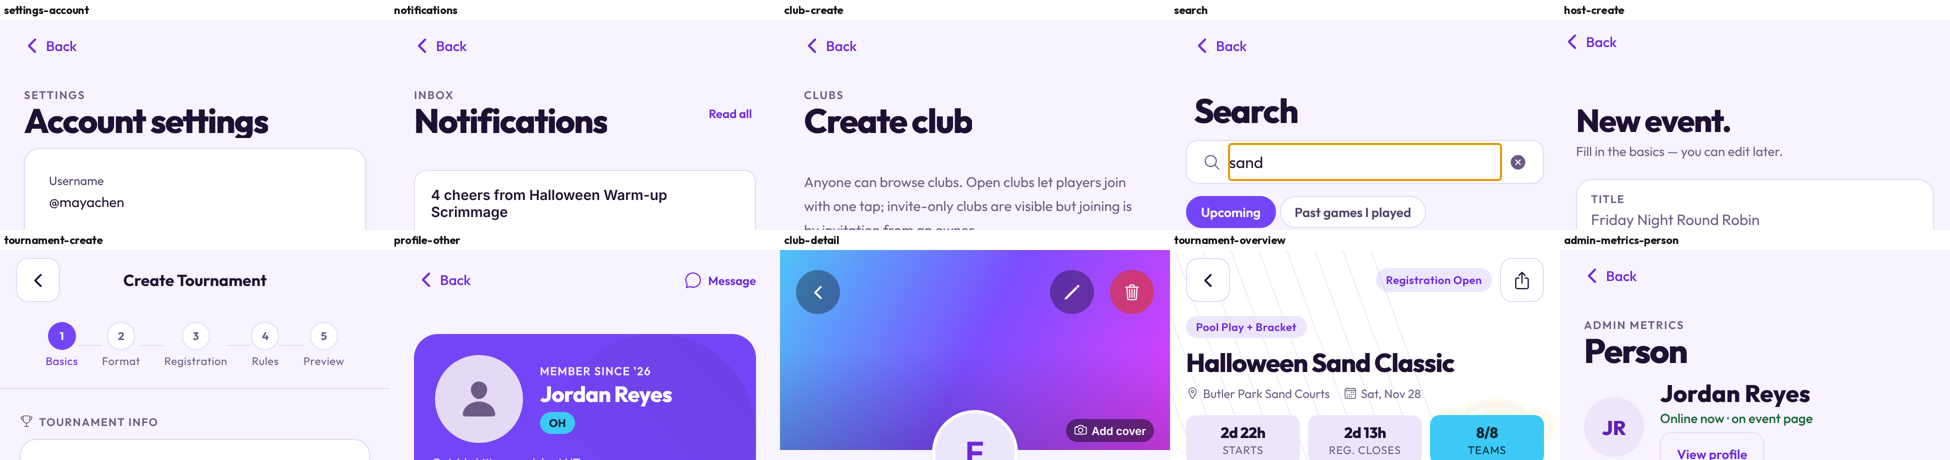 settings-account
Back
SETTINGS
Account settings
Username
@mayachen
notifications
Back
INBOX
Notifications
Read all
4 cheers from Halloween Warm-up
Scrimmage
club-create
Back
CLUBS
Create club
Anyone can browse clubs. Open clubs let players join
with one tap; invite-only clubs are visible but joining is
by invitation from an owner.
search
Back
Search
sand
Upcoming
Past games I played
host-create
Back
New event.
Fill in the basics — you can edit later.
TITLE
Friday Night Round Robin
tournament-create
Create Tournament
1
2
3
4
5
Basics
Format
Registration
Rules
Preview
TOURNAMENT INFO
profile-other
Back
Message
MEMBER SINCE '26
Jordan Reyes
OH
club-detail
Add cover
tournament-overview
Registration Open
Pool Play + Bracket
Halloween Sand Classic
Butler Park Sand Courts
Sat, Nov 28
2d 22h
STARTS
2d 13h
REG. CLOSES
8/8
TEAMS
admin-metrics-person
Back
ADMIN METRICS
Person
JR
Jordan Reyes
Online now · on event page
View profile